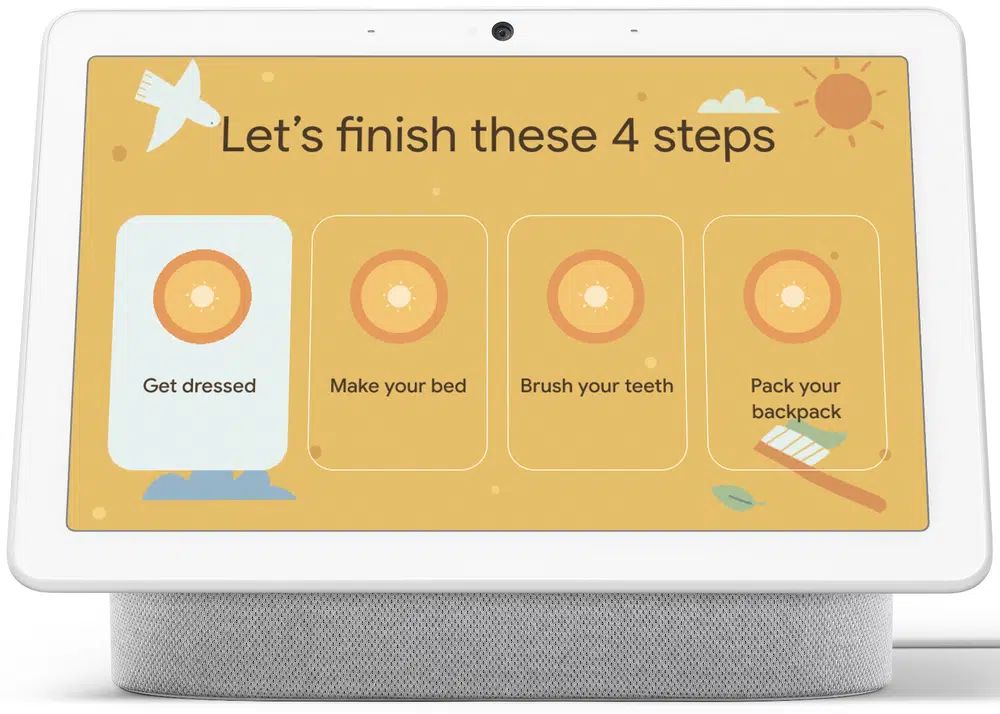 Let’s finish these 4 steps
Get dressed
Make your bed
Brush your teeth
Pack your
backpack